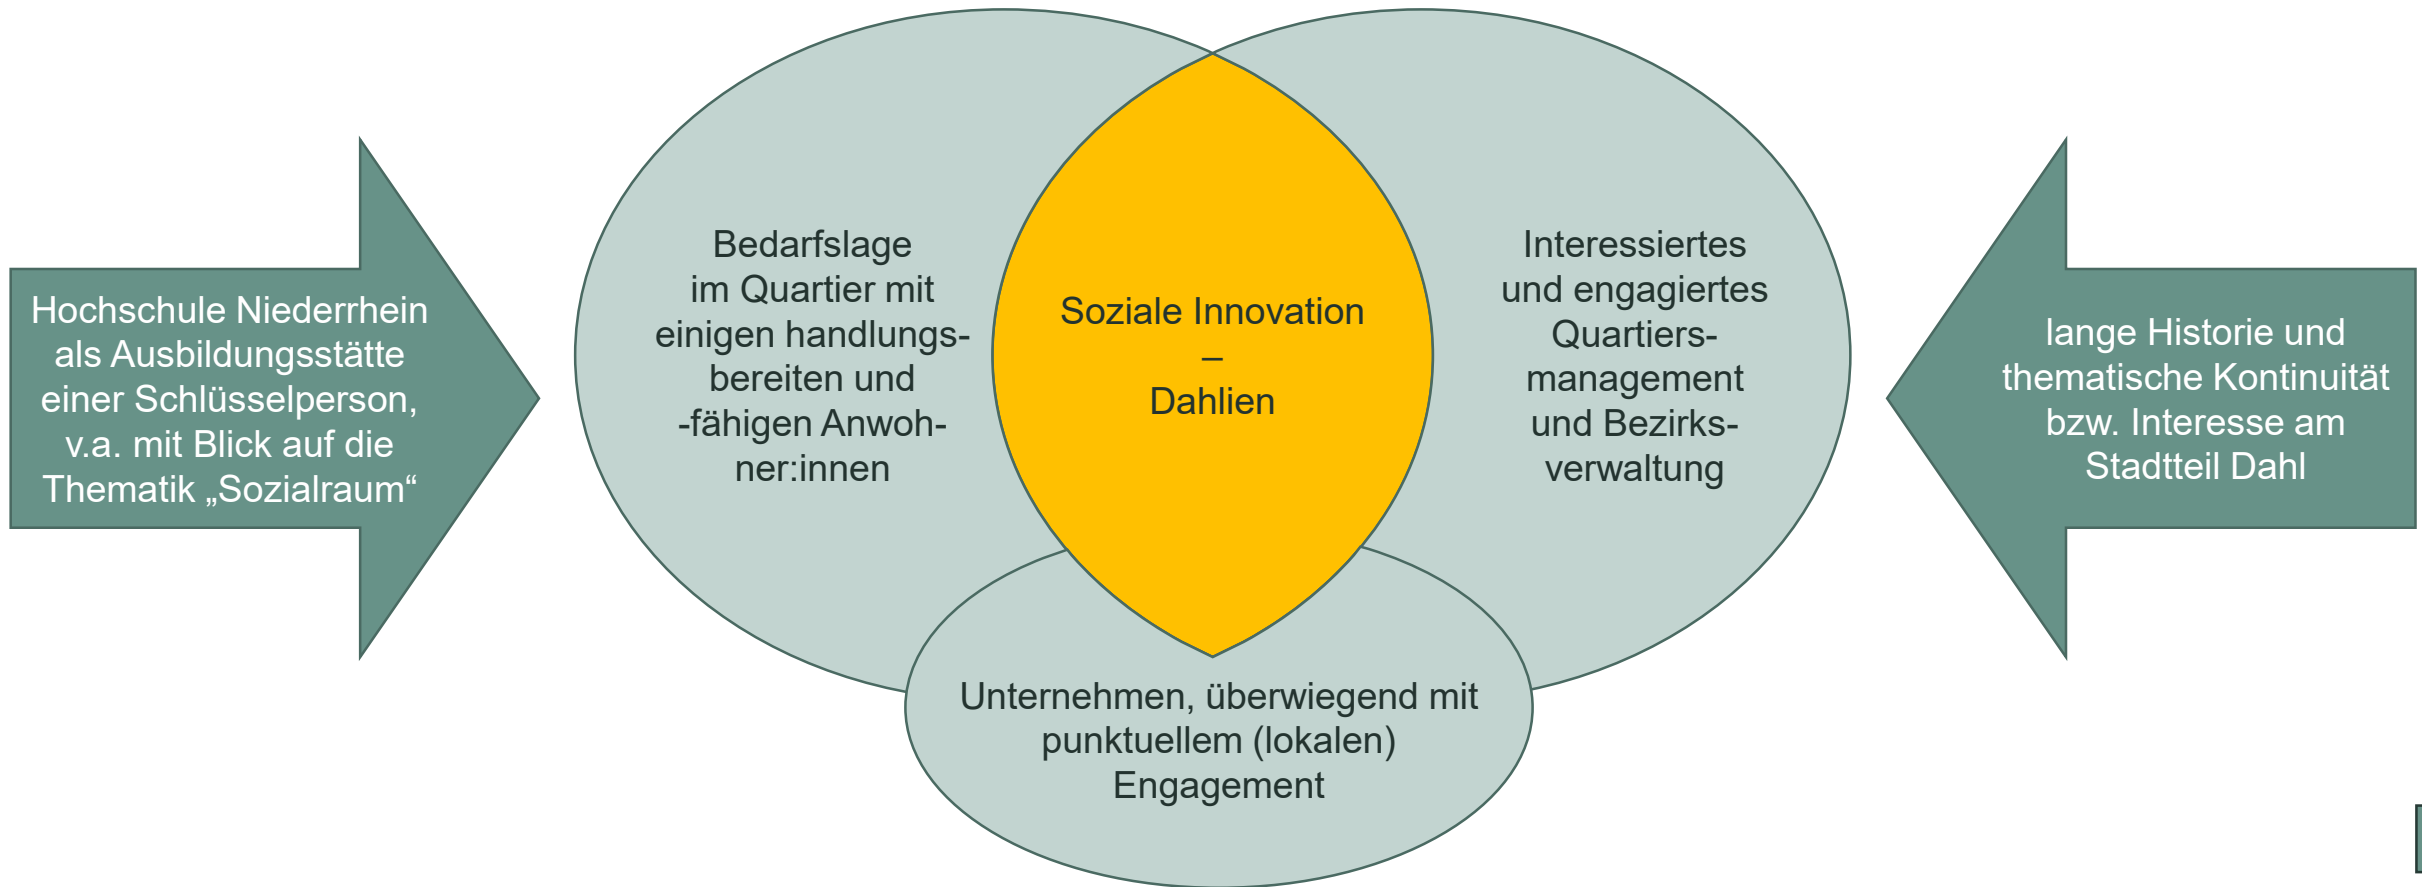 Hochschule Niederrhein
als Ausbildungsstätte
einer Schlüsselperson,
v.a. mit Blick auf die
Thematik „Sozialraum“
Bedarfslage
im Quartier mit
einigen handlungs-
bereiten und
-fähigen Anwoh-
ner:innen
Soziale Innovation
–
Dahlien
Interessiertes
und engagiertes
Quartiers-
management
und Bezirks-
verwaltung
lange Historie und
thematische Kontinuität
bzw. Interesse am
Stadtteil Dahl
Unternehmen, überwiegend mit
punktuellem (lokalen)
Engagement